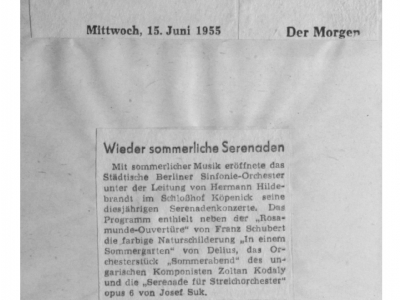 Mittwoch, 15. Juni 1955 Der Morgen
Wieder sommerliche Serenaden
Mit sommerlicher Musik eröffnete das
Städtische Berliner Sinfonie-Orchester
unter der Leitung von Hermann Hilde-
brandt im Schloßhof Köpenick seine
diesjährigen Serenadenkonzerte. Das
Programm enthielt neben der „Rosa-
munde-Ouvertüre“ von Franz Schubert
die farbige Naturschilderung „In einem
Sommergarten“ von Delius, das Or-
chesterstück „Sommerabend“ des un-
garischen Komponisten Zoltan Kodaly
und die „Serenade für Streichorchester“
opus 6 von Josef Suk.